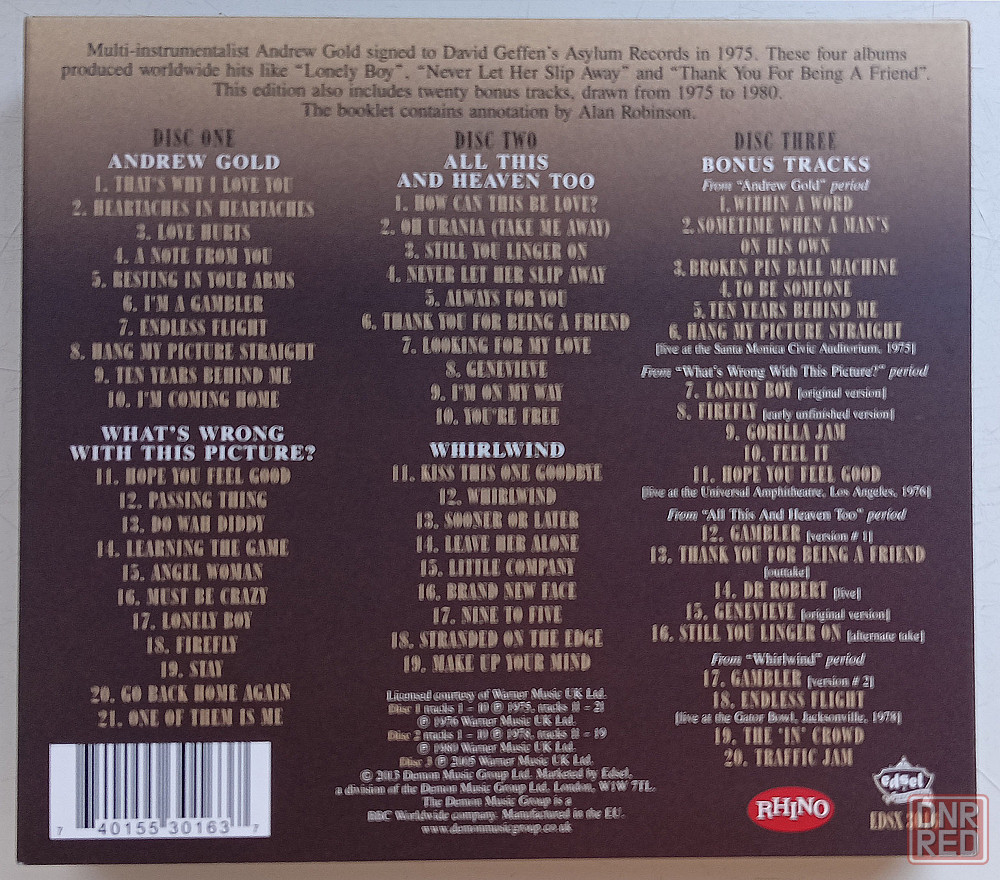 Multi-instrumentalist Andrew Gold signed to David Geffen's Asylum Records in 1975. These four albums
produced worldwide hits like "Lonely Boy", "Never Let Her Slip Away" and "Thank You For Being A Friend".
This edition also includes twenty bonus tracks, drawn from 1975 to 1980.
The booklet contains annotation by Alan Robinson.
DISC ONE
ANDREW GOLD
1. THAT'S WHY I LOVE YOU
2. HEARTACHES IN HEARTACHES
3. LOVE HURTS
4. A NOTE FROM YOU
5. RESTING IN YOUR ARMS
6. I'M A GAMBLER
7. ENDLESS FLIGHT
8. HANG MY PICTURE STRAIGHT
9. TEN YEARS BEHIND ME
10. I'M COMING HOME
WHAT'S WRONG
WITH THIS PICTURE?
11. HOPE YOU FEEL GOOD
12. PASSING THING
13. DO WAH DIDDY
14. LEARNING THE GAME
15. ANGEL WOMAN
16. MUST BE CRAZY
17. LONELY BOY
18. FIREFLY
19. STAY
20. GO BACK HOME AGAIN
21. ONE OF THEM IS ME
7 40155 30163 7
DISC TWO
ALL THIS
AND HEAVEN TOO
1. HOW CAN THIS BE LOVE?
2. OH URANIA (TAKE ME AWAY)
3. STILL YOU LINGER ON
4. NEVER LET HER SLIP AWAY
5. ALWAYS FOR YOU
6. THANK YOU FOR BEING A FRIEND
7. LOOKING FOR MY LOVE
8. GENEVIEVE
9. I'M ON MY WAY
10. YOU'RE FREE
WHIRLWIND
11. KISS THIS ONE GOODBYE
12. WHIRLWIND
13. SOONER OR LATER
14. LEAVE HER ALONE
15. LITTLE COMPANY
16. BRAND NEW FACE
17. NINE TO FIVE
18. STRANDED ON THE EDGE
19. MAKE UP YOUR MIND
Licensed courtesy of Warner Music UK Ltd.
Disc 1 tracks 1 - 10 ℗ 1975, tracks 11 - 21
℗ 1976 Warner Music UK Ltd.
Disc 2 tracks 1 - 10 ℗ 1978, tracks 11 - 19
℗ 1980 Warner Music UK Ltd.
Disc 3 ℗ 2005 Warner Music UK Ltd.
© 2013 Demon Music Group Ltd. Marketed by Edsel,
a division of the Demon Music Group Ltd, London, W1W 7TL.
The Demon Music Group is a
BBC Worldwide company. Manufactured in the EU.
www.demonmusicgroup.co.uk
DISC THREE
BONUS TRACKS
From "Andrew Gold" period
1. WITHIN A WORD
2. SOMETIME WHEN A MAN'S
ON HIS OWN
3. BROKEN PIN BALL MACHINE
4. TO BE SOMEONE
5. TEN YEARS BEHIND ME
6. HANG MY PICTURE STRAIGHT
[live at the Santa Monica Civic Auditorium, 1975]
From "What's Wrong With This Picture?" period
7. LONELY BOY [original version]
8. FIREFLY [early unfinished version]
9. GORILLA JAM
10. FEEL IT
11. HOPE YOU FEEL GOOD
[live at the Universal Amphitheatre, Los Angeles, 1976]
From "All This And Heaven Too" period
12. GAMBLER [version # 1]
13. THANK YOU FOR BEING A FRIEND
[outtake]
14. DR ROBERT [live]
15. GENEVIEVE [original version]
16. STILL YOU LINGER ON [alternate take]
From "Whirlwind" period
17. GAMBLER [version # 2]
18. ENDLESS FLIGHT
[live at the Gator Bowl, Jacksonville, 1978]
19. THE 'IN' CROWD
20. TRAFFIC JAM
RHINO
edsel
EDSX
DNR
RED